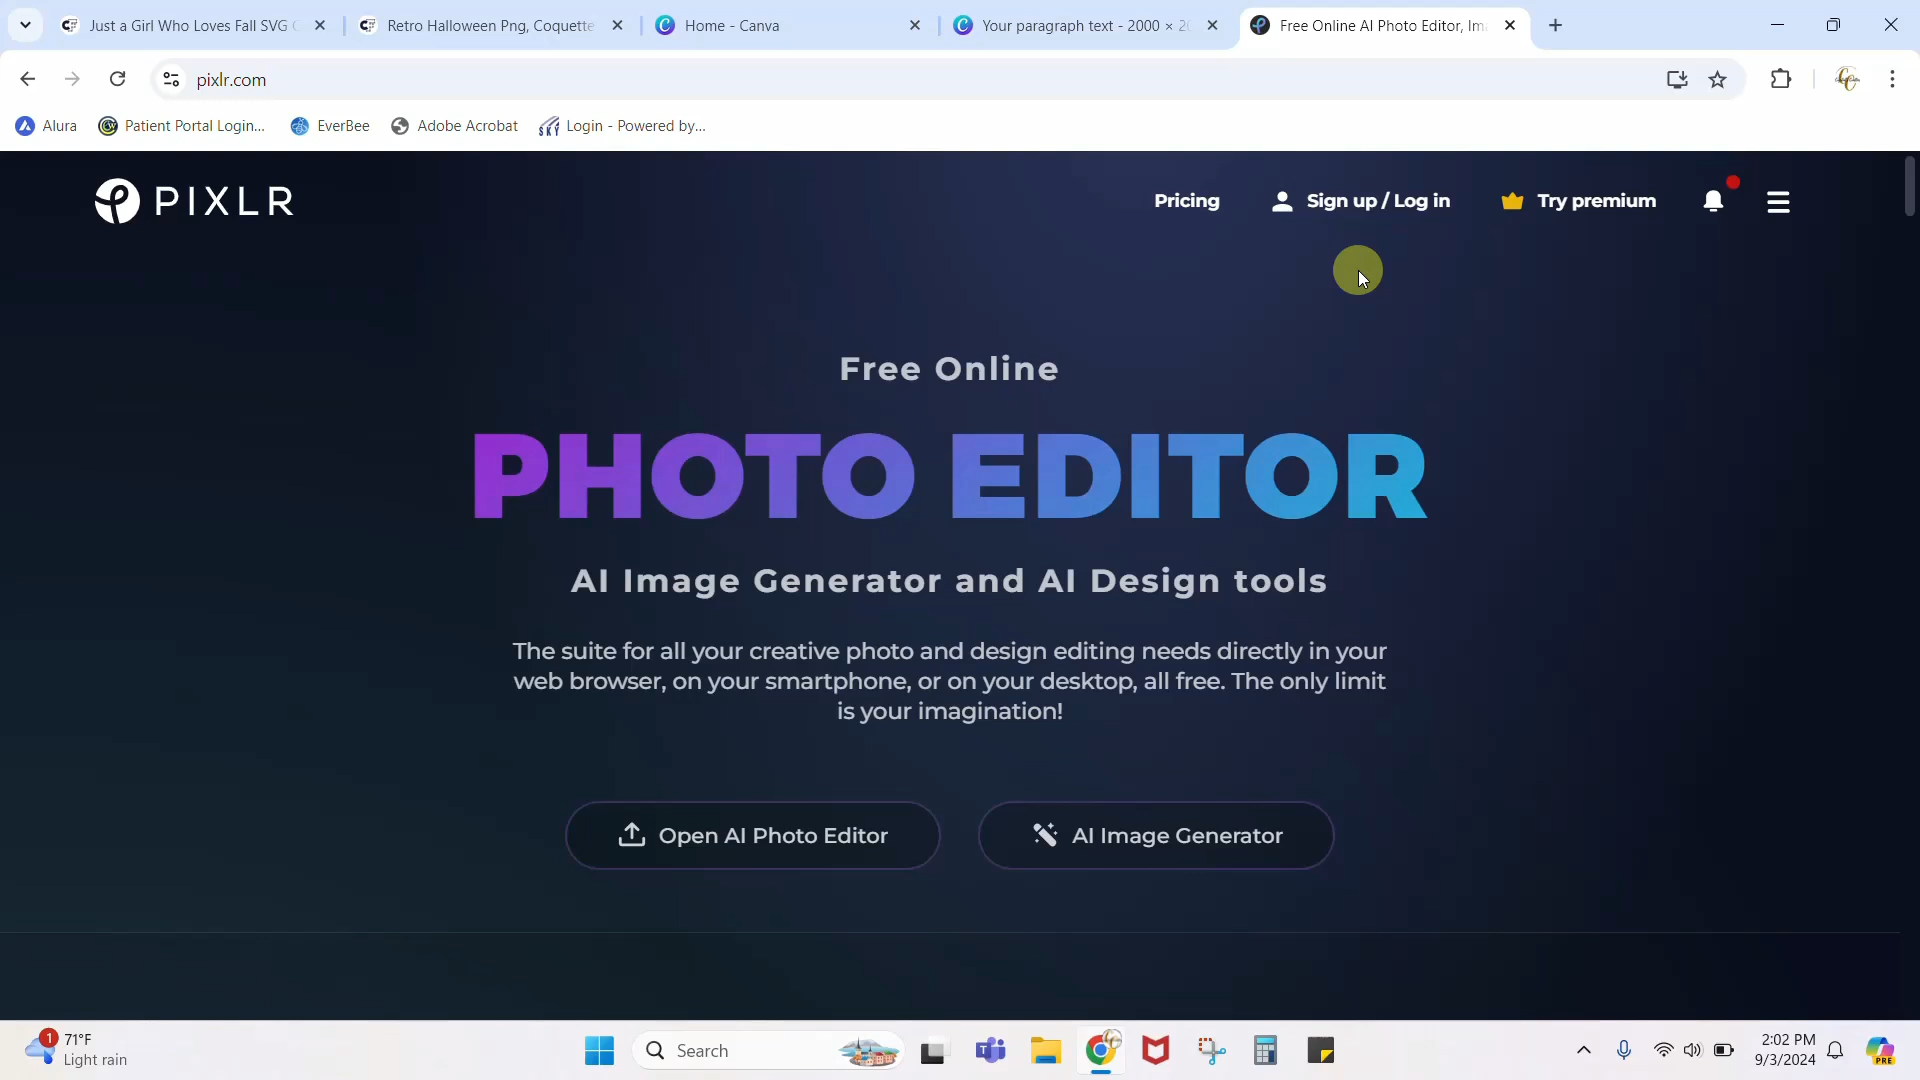 Just a Girl Who Loves Fall SVG
Retro Halloween Png, Coquette
Home - Canva
Your paragraph text - 2000 × 20
Free Online AI Photo Editor, Im
pixlr.com
Alura
Patient Portal Login...
EverBee
Adobe Acrobat
Login - Powered by...
PIXLR
Pricing
Sign up / Log in
Try premium
Free Online
PHOTO EDITOR
AI Image Generator and AI Design tools
The suite for all your creative photo and design editing needs directly in your
web browser, on your smartphone, or on your desktop, all free. The only limit
is your imagination!
Open AI Photo Editor
AI Image Generator
1
71°F
Light rain
Search
2:02 PM
9/3/2024
PRE